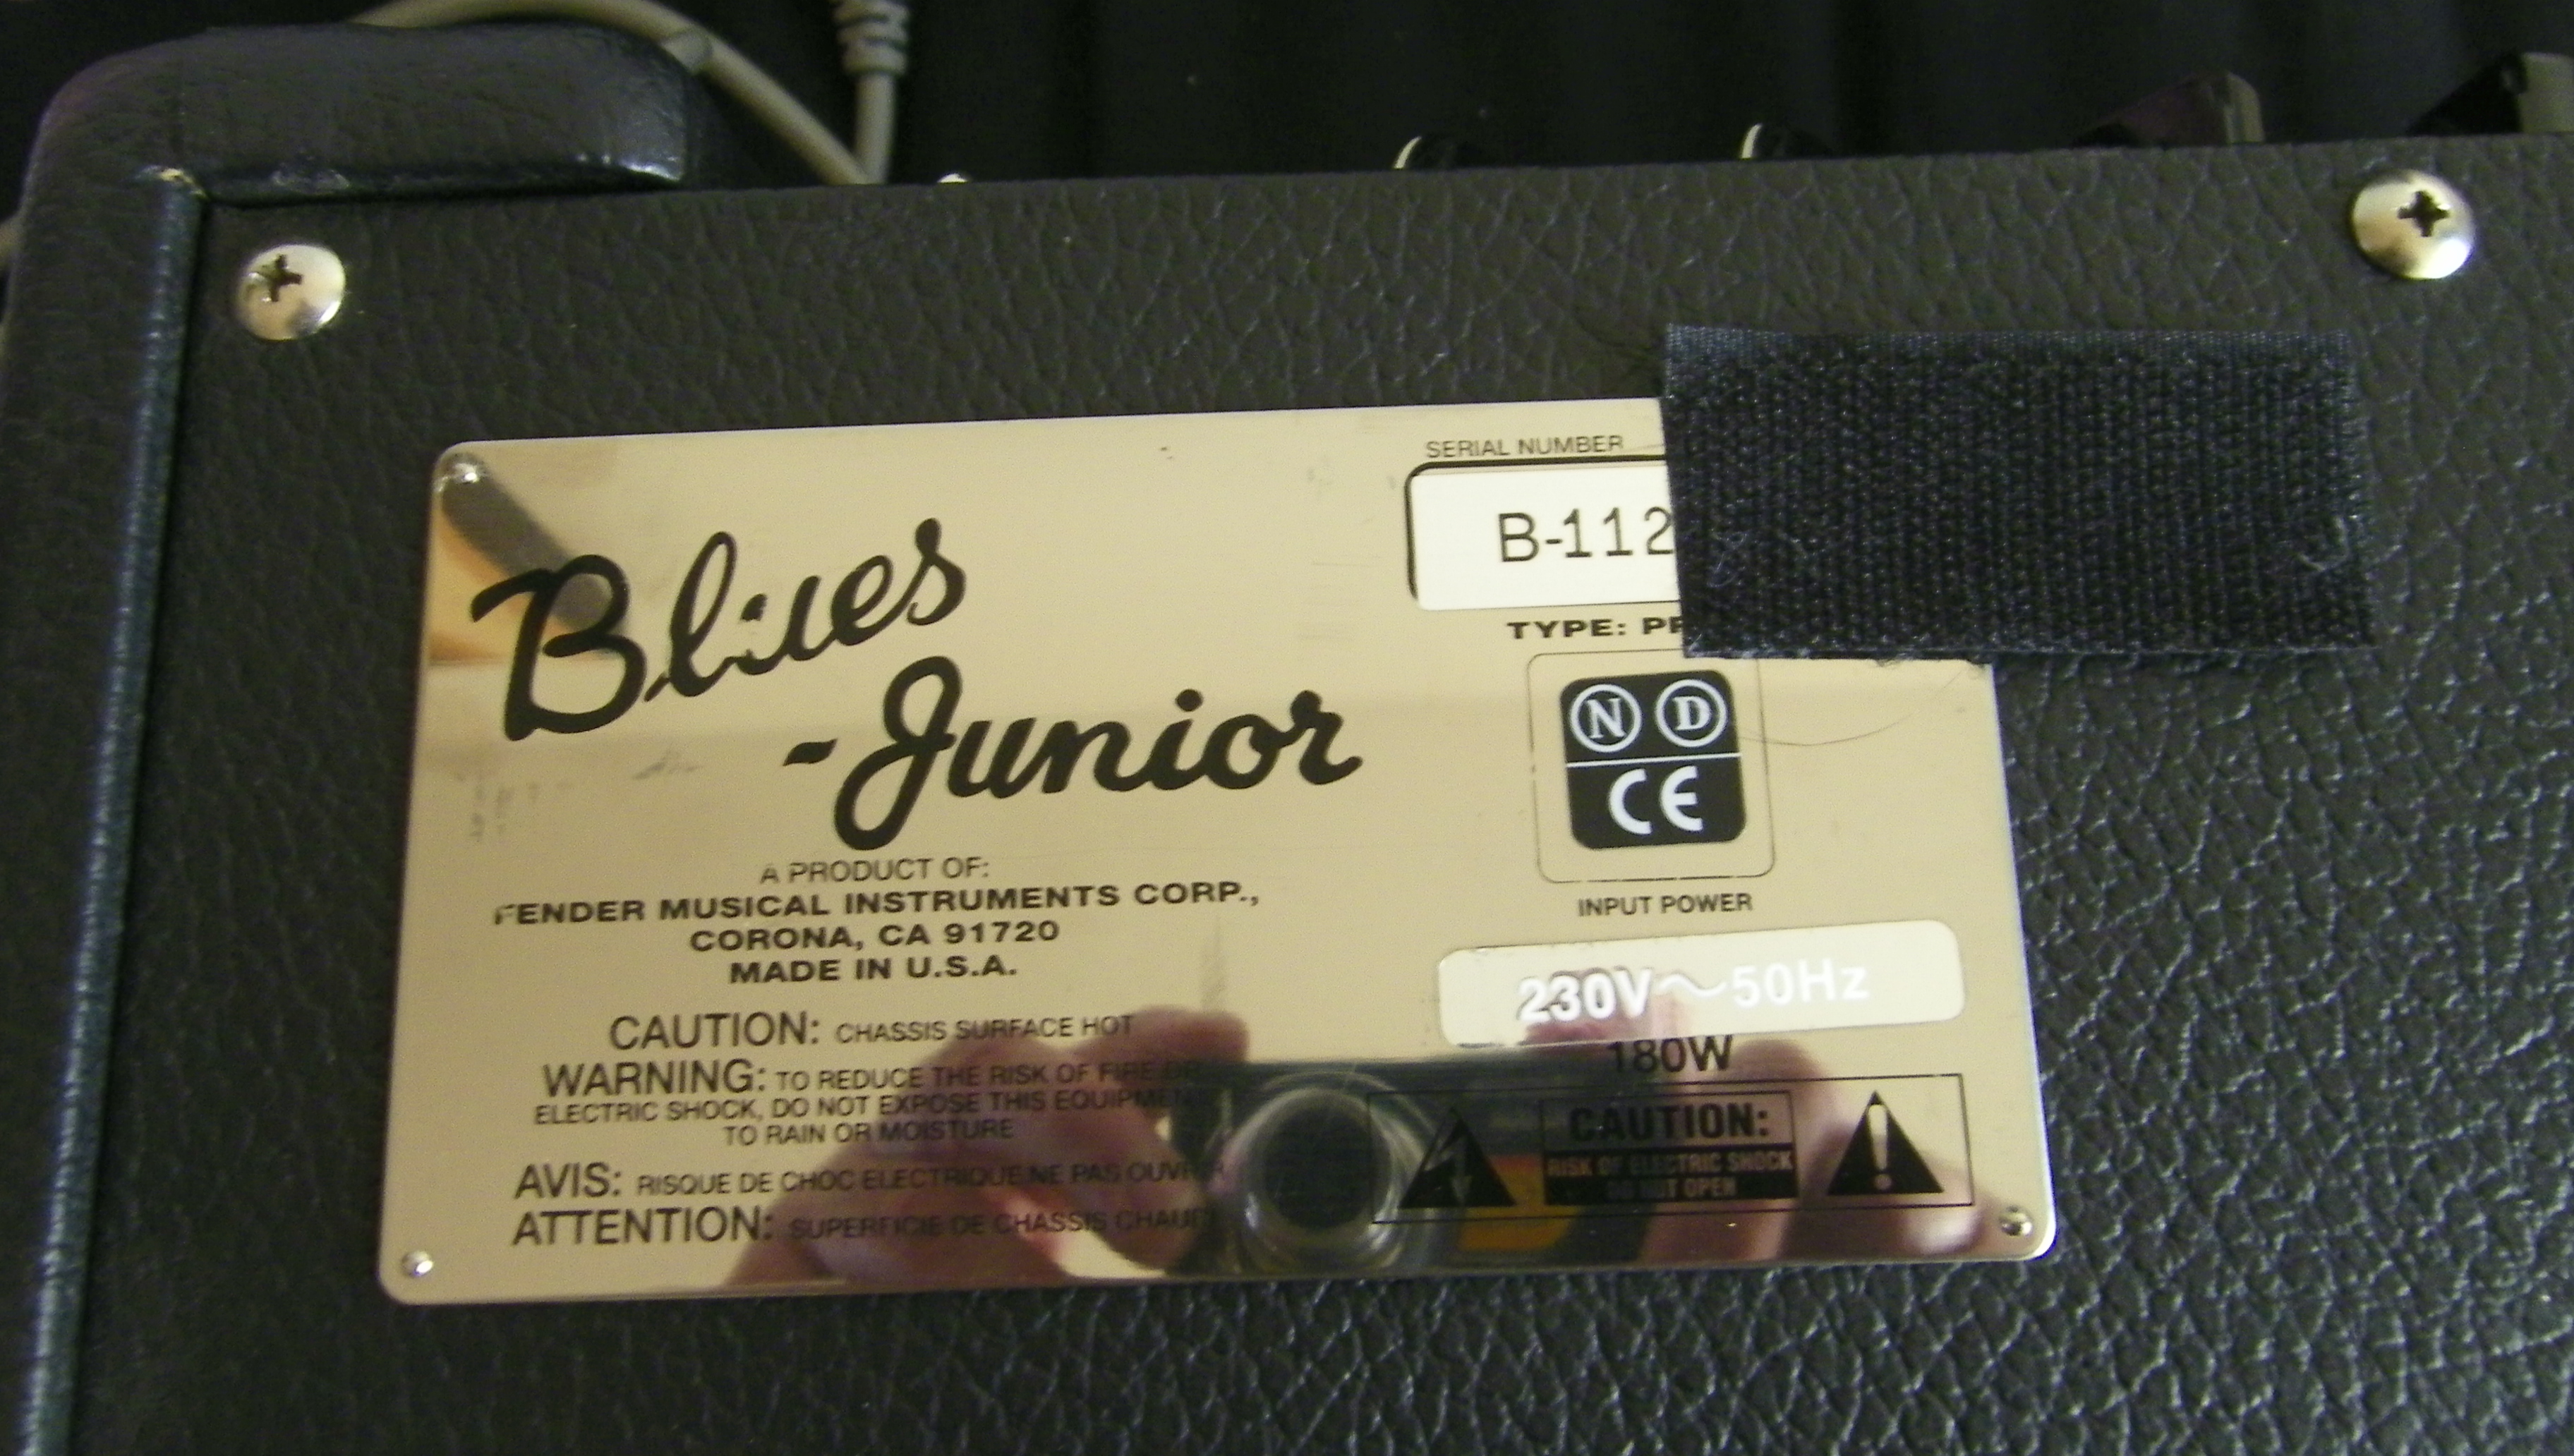 Blues
-Junior
A PRODUCT OF:
FENDER MUSICAL INSTRUMENTS CORP.,
CORONA, CA 91720
MADE IN U.S.A.
CAUTION: CHASSIS SURFACE HOT
WARNING: TO REDUCE THE RISK OF FIRE OR
ELECTRIC SHOCK, DO NOT EXPOSE THIS EQUIPMENT
TO RAIN OR MOISTURE
AVIS: RISQUE DE CHOC ELECTRIQUE.NE PAS OUVRIR
ATTENTION: SUPERFICIE DE CHASSIS
SERIAL NUMBER
B-112
TYPE:
N D
CE
INPUT POWER
230V~50Hz
180W
CAUTION:
RISK OF ELECTRIC SHOCK
DO NOT OPEN